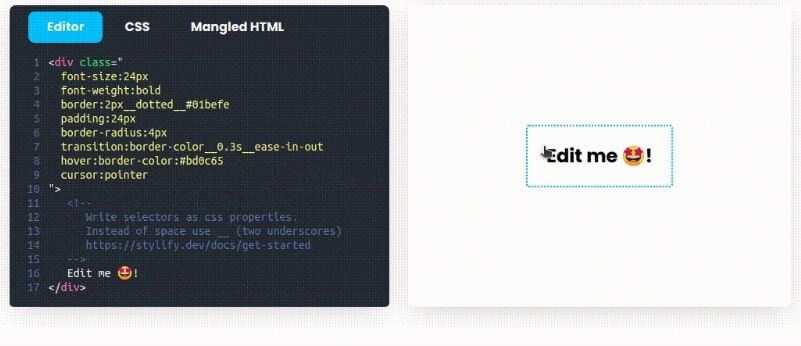 Editor CSS Mangled HTML
1 <div class="
2 font-size:24px
3 font-weight:bold
4 border:2px__dotted__#01befe
5 padding:24px
6 border-radius:4px
7 transition:border-color__0.3s__ease-in-out
8 hover:border-color:#bd0c65
9 cursor:pointer
10 ">
11 <!--
12 Write selectors as css properties.
13 Instead of space use __ (two underscores)
14 https://stylify.dev/docs/get-started
15 -->
16 Edit me 🤩!
17 </div>
Edit me 🤩!